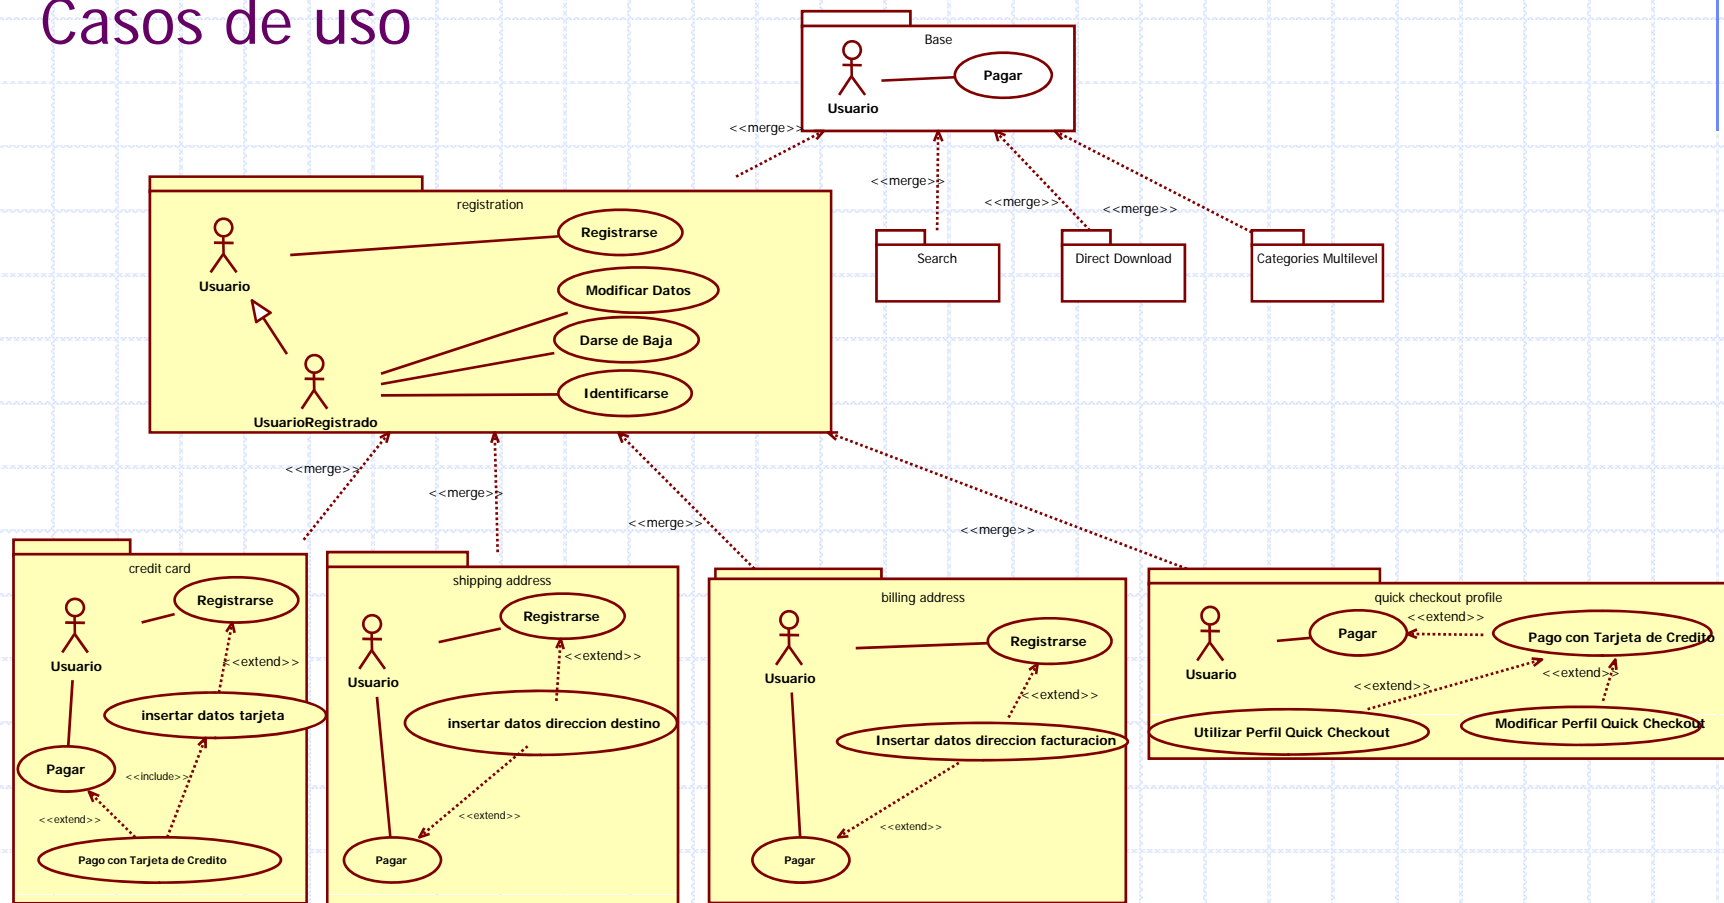 Casos de uso
Base
Usuario
Pagar
<<merge>>
<<merge>>
<<merge>>
<<merge>>
registration
Usuario
Registrarse
Modificar Datos
Darse de Baja
Identificarse
UsuarioRegistrado
Search
Direct Download
Categories Multilevel
<<merge>>
<<merge>>
<<merge>>
<<merge>>
credit card
Registrarse
Usuario
<<extend>>
insertar datos tarjeta
Pagar
<<include>>
<<extend>>
Pago con Tarjeta de Credito
shipping address
Registrarse
Usuario
<<extend>>
insertar datos direccion destino
<<extend>>
Pagar
billing address
Registrarse
Usuario
<<extend>>
Insertar datos direccion facturacion
<<extend>>
Pagar
quick checkout profile
Usuario
Pagar
<<extend>>
Pago con Tarjeta de Credito
<<extend>>
<<extend>>
Utilizar Perfil Quick Checkout
Modificar Perfil Quick Checkout